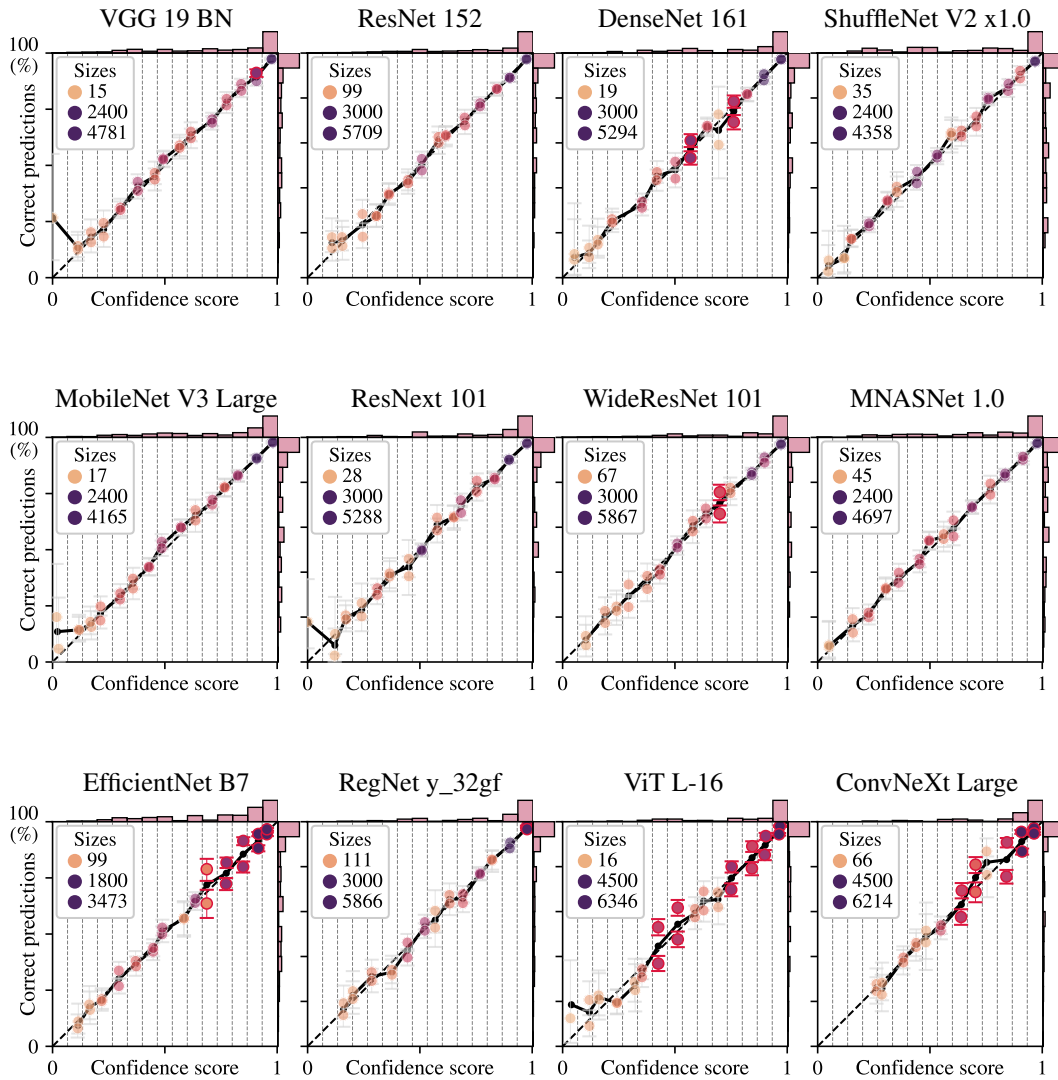 VGG 19 BN
ResNet 152
DenseNet 161
ShuffleNet V2 x1.0
100
(%)
Correct predictions
0
Sizes
15
2400
4781
Sizes
99
3000
5709
Sizes
19
3000
5294
Sizes
35
2400
4358
0 Confidence score 1
0 Confidence score 1
0 Confidence score 1
0 Confidence score 1
MobileNet V3 Large
ResNext 101
WideResNet 101
MNASNet 1.0
100
(%)
Correct predictions
0
Sizes
17
2400
4165
Sizes
28
3000
5288
Sizes
67
3000
5867
Sizes
45
2400
4697
0 Confidence score 1
0 Confidence score 1
0 Confidence score 1
0 Confidence score 1
EfficientNet B7
RegNet y_32gf
ViT L-16
ConvNeXt Large
100
(%)
Correct predictions
0
Sizes
99
1800
3473
Sizes
111
3000
5866
Sizes
16
4500
6346
Sizes
66
4500
6214
0 Confidence score 1
0 Confidence score 1
0 Confidence score 1
0 Confidence score 1